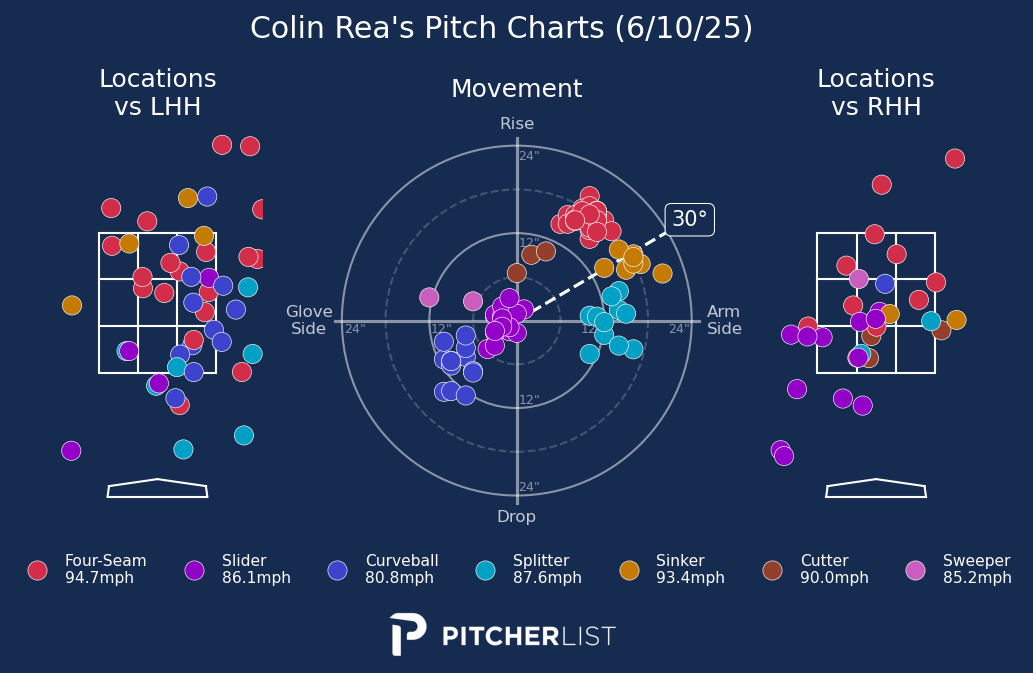 Colin Rea's Pitch Charts (6/10/25)
Locations
vs LHH
Movement
Locations
vs RHH
Rise
24"
30°
12"
Glove
Side
24"
12"
12"
24"
Arm
Side
12"
24"
Drop
Four-Seam
94.7mph
Slider
86.1mph
Curveball
80.8mph
Splitter
87.6mph
Sinker
93.4mph
Cutter
90.0mph
Sweeper
85.2mph
PITCHERLIST